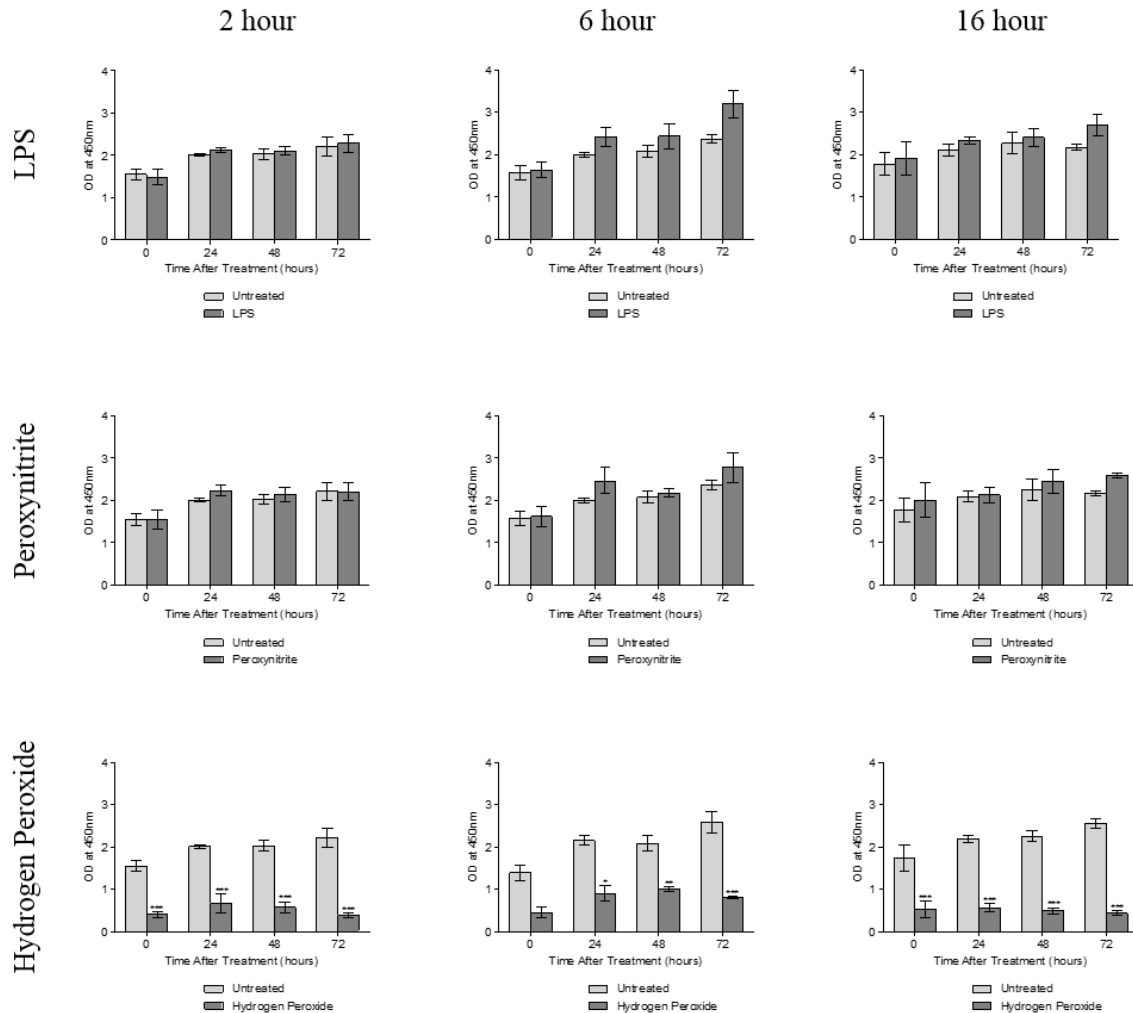 2 hour 6 hour 16 hour
LPS
OD at 450nm
4
3
2
1
0
0 24 48 72
Time After Treatment (hours)
Untreated
LPS
OD at 450nm
4
3
2
1
0
0 24 48 72
Time After Treatment (hours)
Untreated
LPS
OD at 450nm
4
3
2
1
0
0 24 48 72
Time After Treatment (hours)
Untreated
LPS
Peroxynitrite
OD at 450nm
4
3
2
1
0
0 24 48 72
Time After Treatment (hours)
Untreated
Peroxynitrite
OD at 450nm
4
3
2
1
0
0 24 48 72
Time After Treatment (hours)
Untreated
Peroxynitrite
OD at 450nm
4
3
2
1
0
0 24 48 72
Time After Treatment (hours)
Untreated
Peroxynitrite
Hydrogen Peroxide
OD at 450nm
4
3
2
1
0
*** *** *** ***
0 24 48 72
Time After Treatment (hours)
Untreated
Hydrogen Peroxide
OD at 450nm
4
3
2
1
0
* ** ***
0 24 48 72
Time After Treatment (hours)
Untreated
Hydrogen Peroxide
OD at 450nm
4
3
2
1
0
*** *** *** ***
0 24 48 72
Time After Treatment (hours)
Untreated
Hydrogen Peroxide